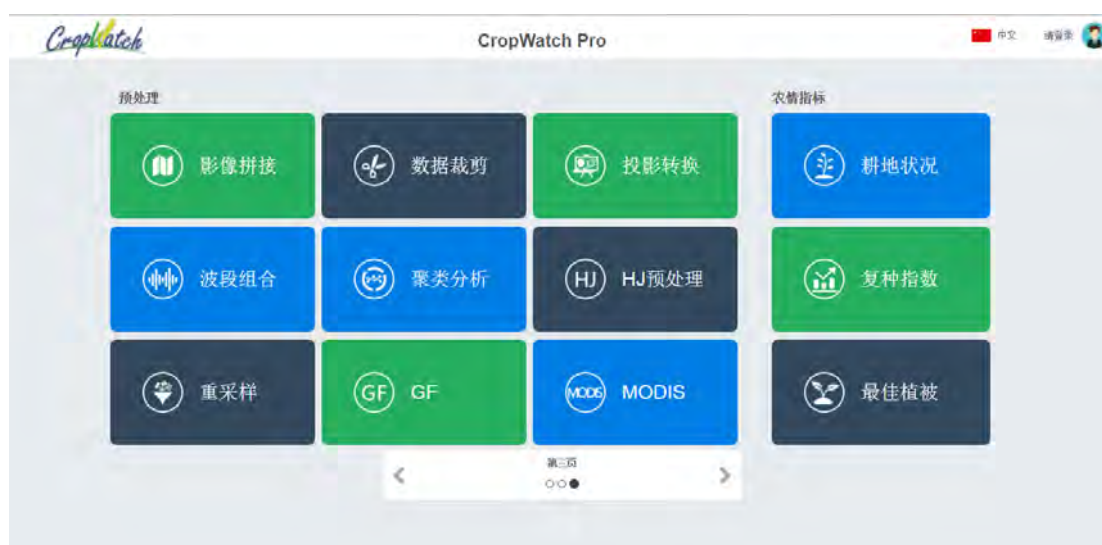 CropWatch
CropWatch Pro
中文
请登录
预处理
农情指标
影像拼接
数据裁剪
投影转换
耕地状况
波段组合
聚类分析
HJ
HJ预处理
复种指数
重采样
GF
GF
MODIS
MODIS
最佳植被
第三页